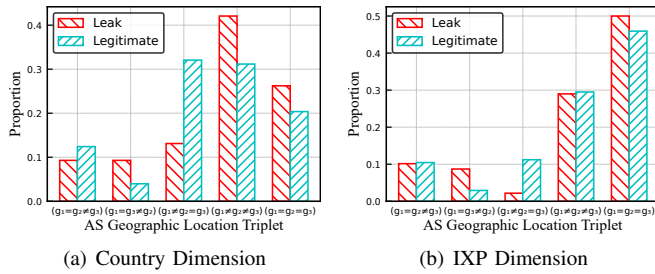 Leak
Legitimate
0.4
0.3
0.2
0.1
0.0
Proportion
(g₁=g₂≠g₃) (g₁=g₃≠g₂) (g₁≠g₂=g₃) (g₁≠g₂≠g₃) (g₁=g₂=g₃)
AS Geographic Location Triplet
(a) Country Dimension
Leak
Legitimate
0.5
0.4
0.3
0.2
0.1
0.0
Proportion
(g₁=g₂≠g₃) (g₁=g₃≠g₂) (g₁≠g₂=g₃) (g₁≠g₂≠g₃) (g₁=g₂=g₃)
AS Geographic Location Triplet
(b) IXP Dimension